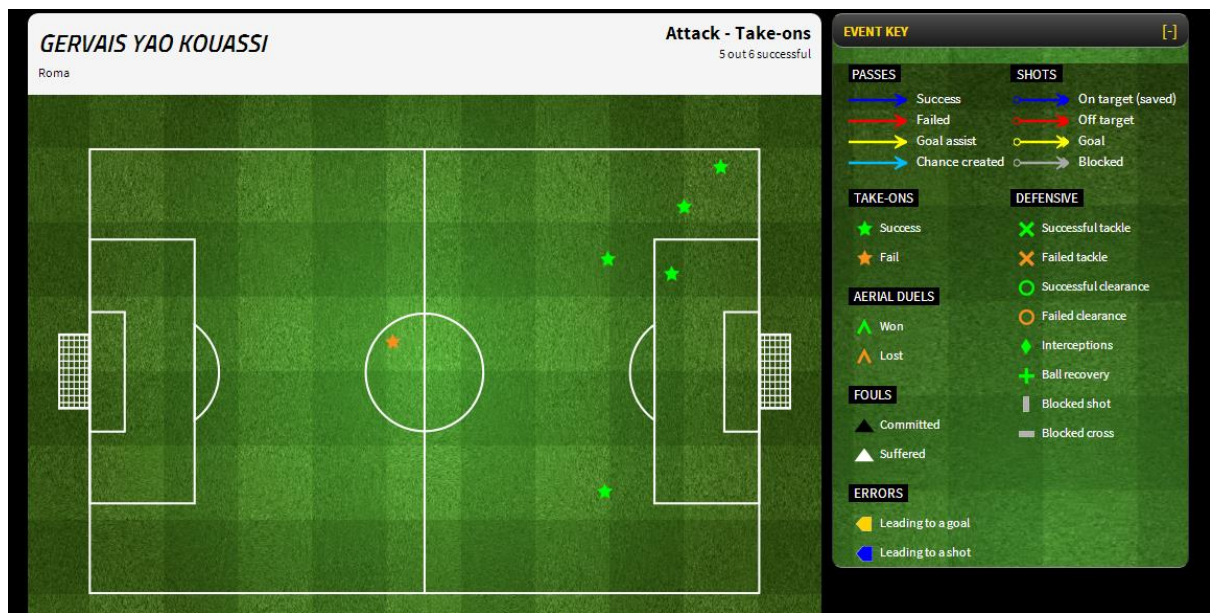 GERVAIS YAO KOUASSI
Roma
Attack - Take-ons
5 out 6 successful
EVENT KEY
[-]
PASSES
Success
Failed
Goal assist
Chance created
SHOTS
On target (saved)
Off target
Goal
Blocked
TAKE-ONS
Success
Fail
DEFENSIVE
Successful tackle
Failed tackle
Successful clearance
Failed clearance
Interceptions
Ball recovery
Blocked shot
Blocked cross
AERIAL DUELS
Won
Lost
FOULS
Committed
Suffered
ERRORS
Leading to a goal
Leading to a shot